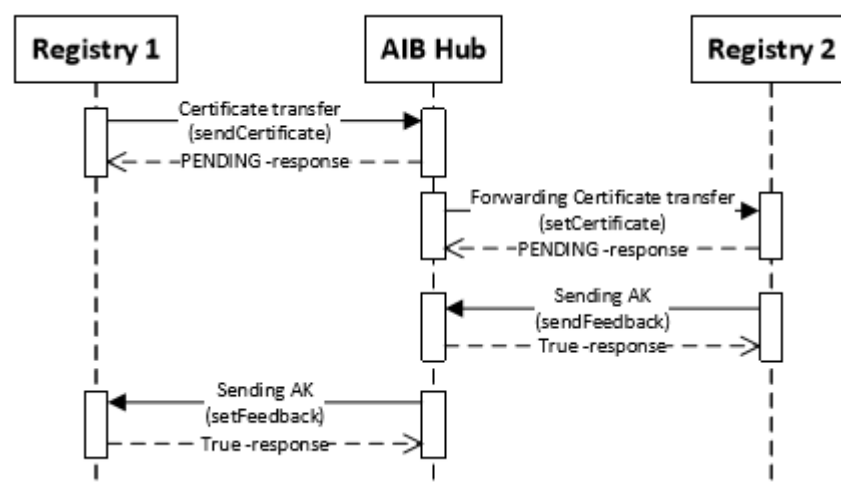 Registry 1
AIB Hub
Registry 2
Certificate transfer
(sendCertificate)
PENDING -response
Forwarding Certificate transfer
(setCertificate)
PENDING -response
Sending AK
(sendFeedback)
True -response
Sending AK
(setFeedback)
True -response